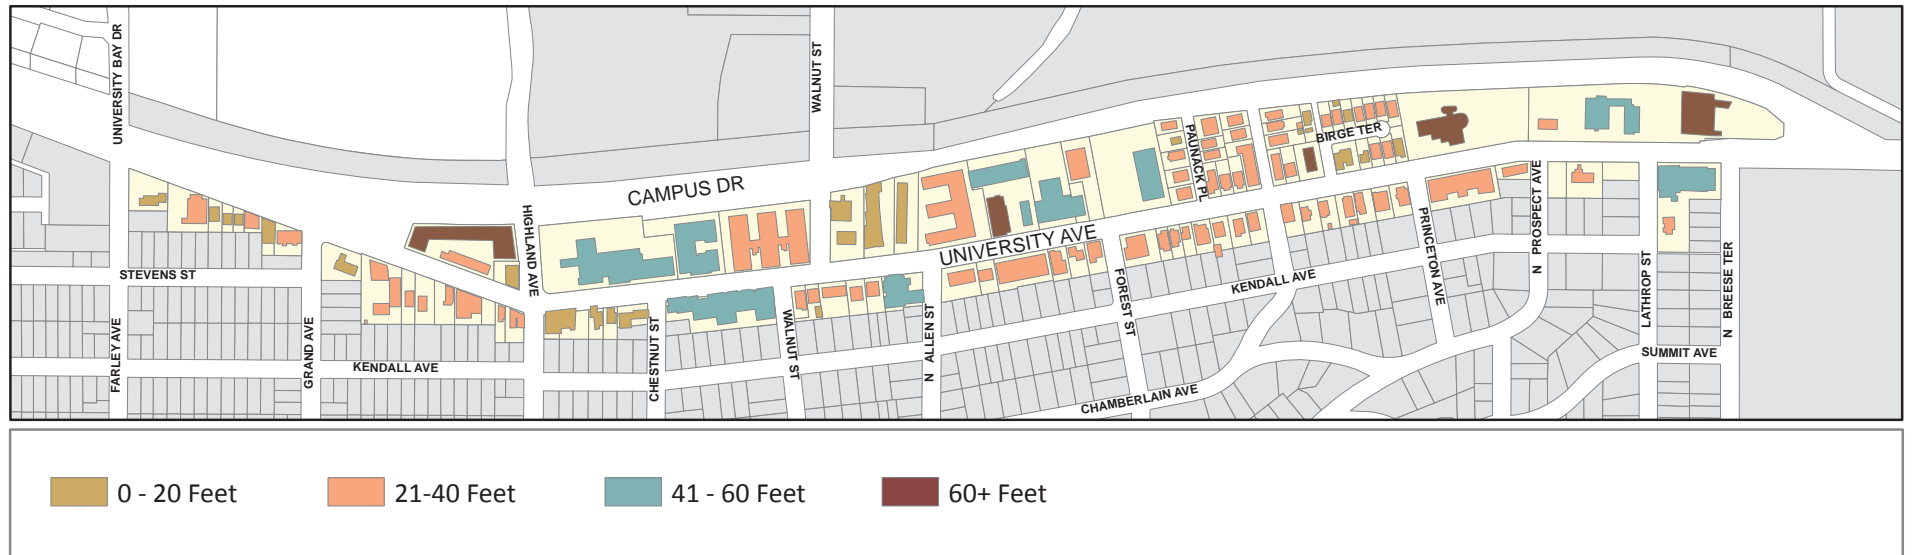 UNIVERSITY BAY DR
WALNUT ST
CAMPUS DR
PAUNACK PL
BIRGE TER
HIGHLAND AVE
UNIVERSITY AVE
STEVENS ST
FARLEY AVE
GRAND AVE
KENDALL AVE
CHESTNUT ST
WALNUT ST
N ALLEN ST
FOREST ST
KENDALL AVE
CHAMBERLAIN AVE
PRINCETON AVE
N PROSPECT AVE
LATHROP ST
N BREESE TER
SUMMIT AVE
0 - 20 Feet
21-40 Feet
41 - 60 Feet
60+ Feet